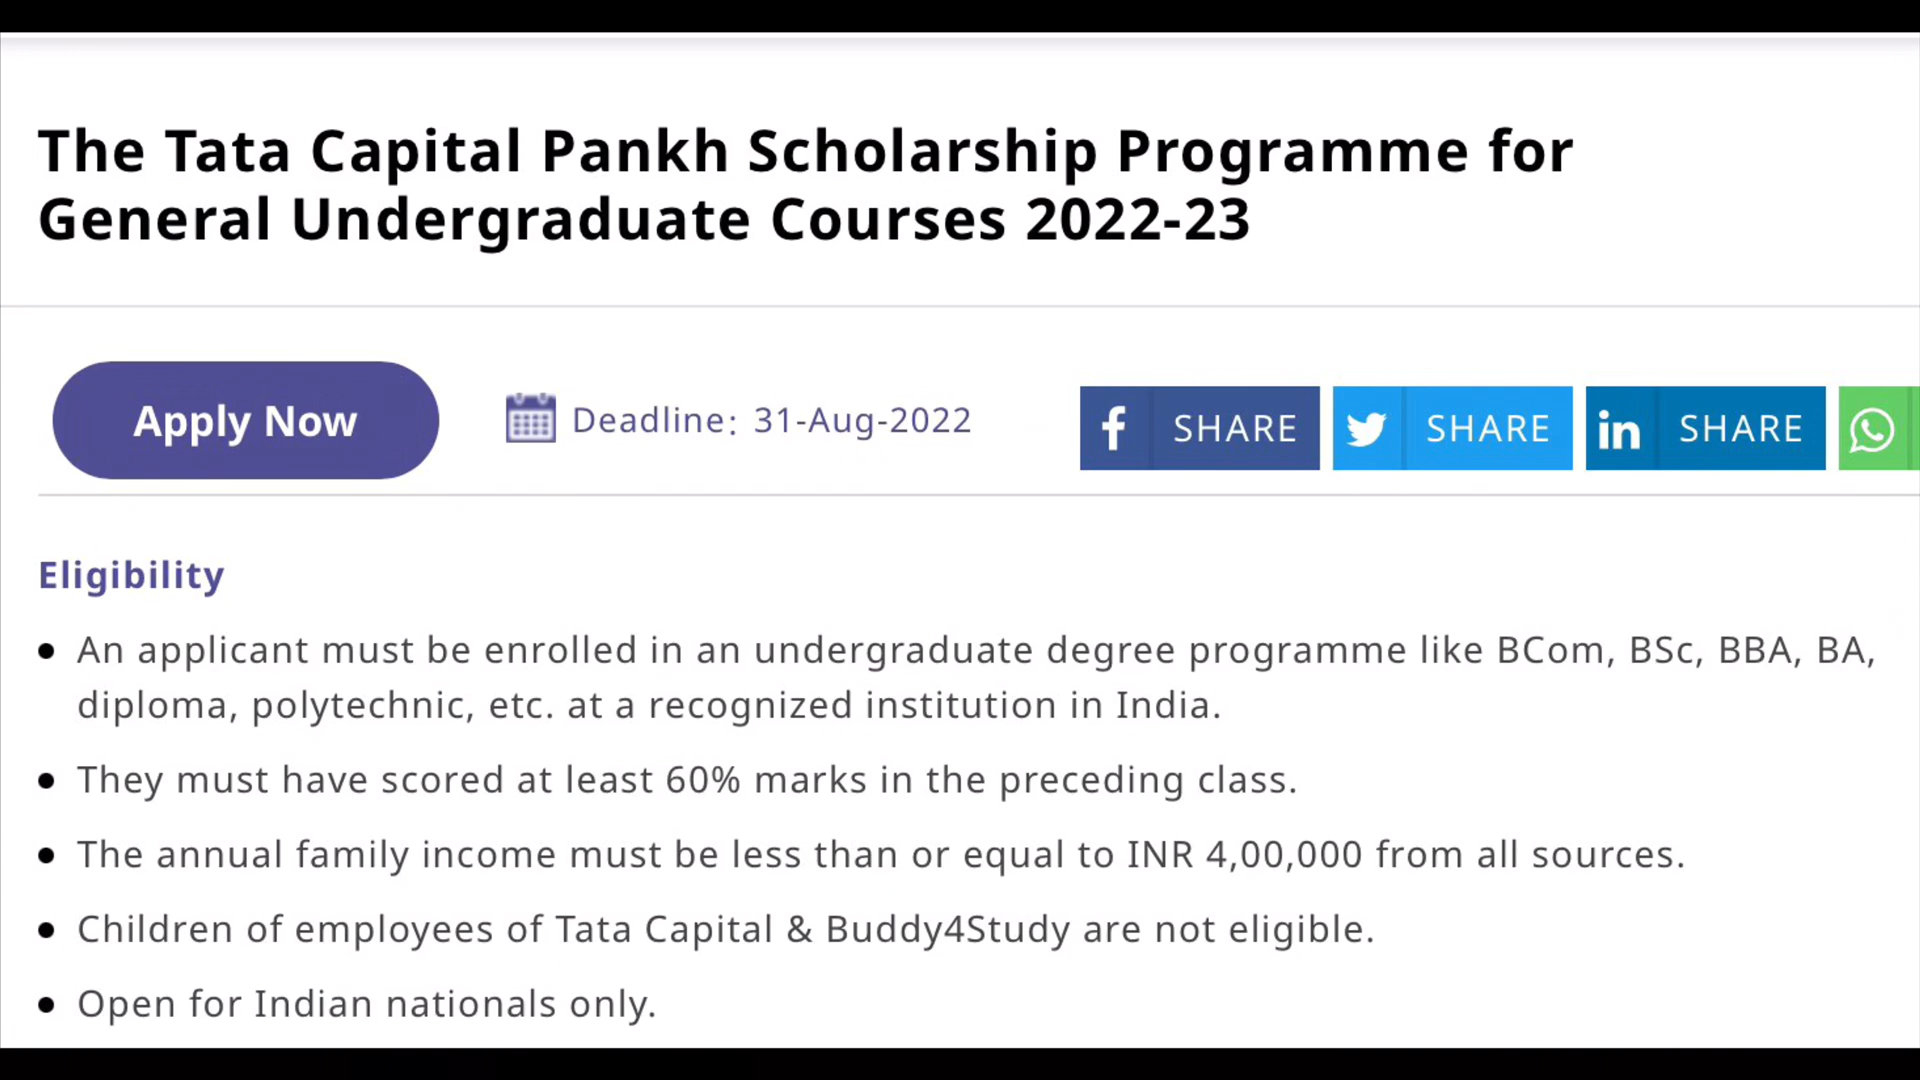 The Tata Capital Pankh Scholarship Programme for
General Undergraduate Courses 2022-23
Apply Now
Deadline: 31-Aug-2022
SHARE
SHARE
SHARE
Eligibility
• An applicant must be enrolled in an undergraduate degree programme like BCom, BSc, BBA, BA,
diploma, polytechnic, etc. at a recognized institution in India.
• They must have scored at least 60% marks in the preceding class.
• The annual family income must be less than or equal to INR 4,00,000 from all sources.
• Children of employees of Tata Capital & Buddy4Study are not eligible.
• Open for Indian nationals only.